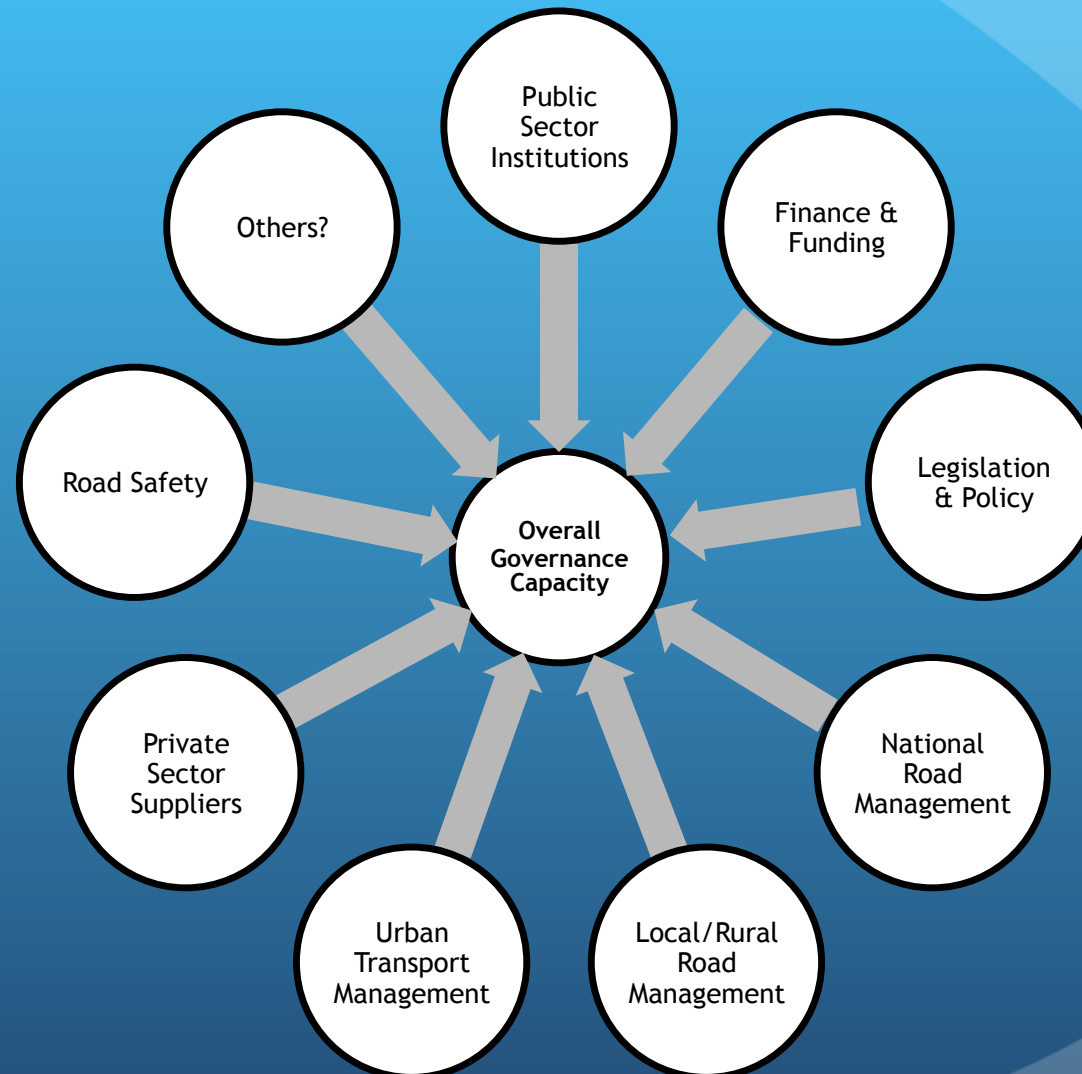 Public
Sector
Institutions
Finance &
Funding
Legislation
& Policy
National
Road
Management
Local/Rural
Road
Management
Urban
Transport
Management
Private
Sector
Suppliers
Road Safety
Others?
Overall
Governance
Capacity